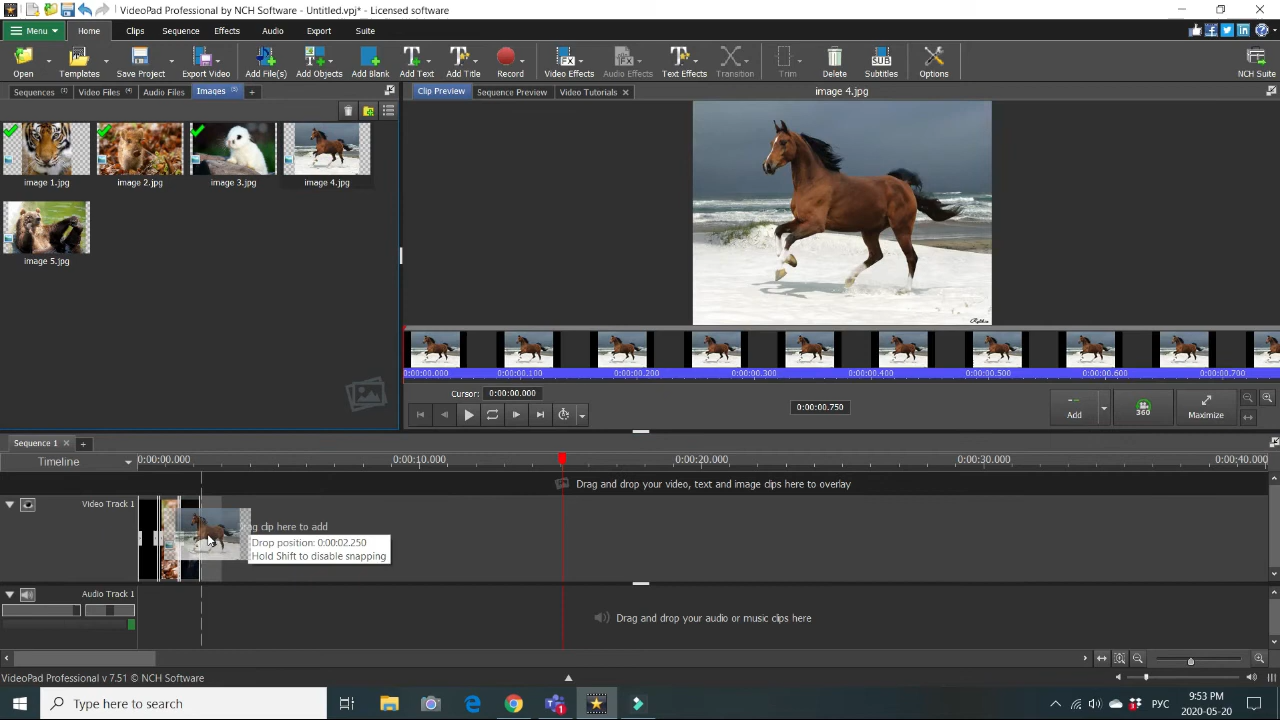 VideoPad Professional by NCH Software - Untitled.vpj* - Licensed software
Menu Home Clips Sequence Effects Audio Export Suite
Open Templates Save Project Export Video Add File(s) Add Objects Add Blank Add Text Add Title Record Video Effects Audio Effects Text Effects Transition Trim Delete Subtitles Options NCH Suite
Sequences (1) Video Files (4) Audio Files Images (5) +
Clip Preview Sequence Preview Video Tutorials image 4.jpg
image 1.jpg image 2.jpg image 3.jpg image 4.jpg
image 5.jpg
0:00:00.000 0:00:00.100 0:00:00.200 0:00:00.300 0:00:00.400 0:00:00.500 0:00:00.600 0:00:00.700
Cursor: 0:00:00.000
0:00:00.750
Add 360 Maximize
Sequence 1 +
Timeline 0:00:00.000 0:00:10.000 0:00:20.000 0:00:30.000 0:00:40.000
Drag and drop your video, text and image clips here to overlay
Video Track 1
clip here to add
Drop position: 0:00:02.250
Hold Shift to disable snapping
Audio Track 1
Drag and drop your audio or music clips here
VideoPad Professional v 7.51 © NCH Software
Type here to search
РУС
9:53 PM
2020-05-20